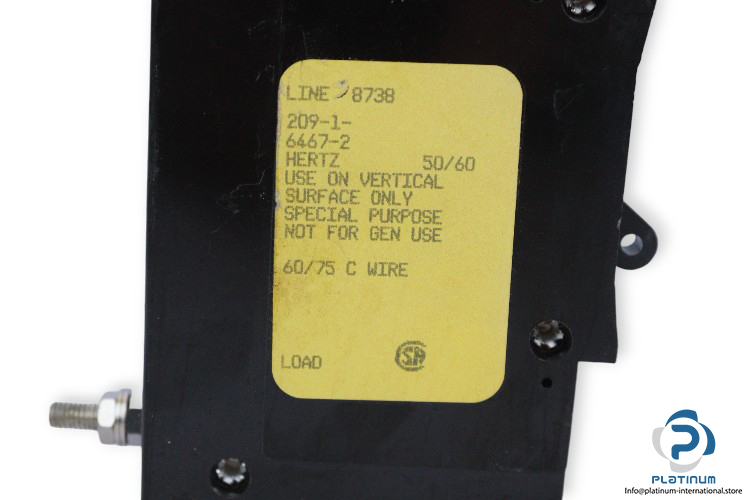 LINE 8738
209-1-
6467-2
HERTZ 50/60
USE ON VERTICAL
SURFACE ONLY
SPECIAL PURPOSE
NOT FOR GEN USE
60/75 C WIRE
LOAD
PLATINUM
Info@platinum-international.store